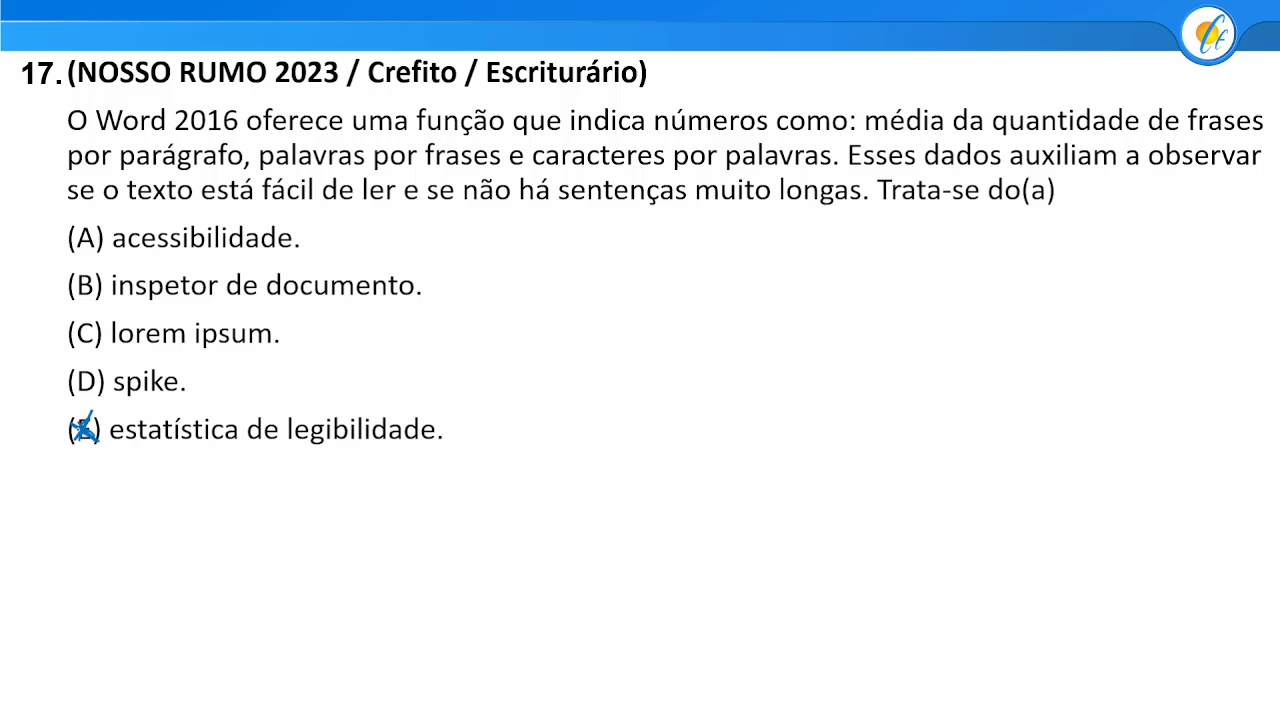 17. (NOSSO RUMO 2023 / Crefito / Escriturário)
O Word 2016 oferece uma função que indica números como: média da quantidade de frases
por parágrafo, palavras por frases e caracteres por palavras. Esses dados auxiliam a observar
se o texto está fácil de ler e se não há sentenças muito longas. Trata-se do(a)
(A) acessibilidade.
(B) inspetor de documento.
(C) lorem ipsum.
(D) spike.
(E) estatística de legibilidade.